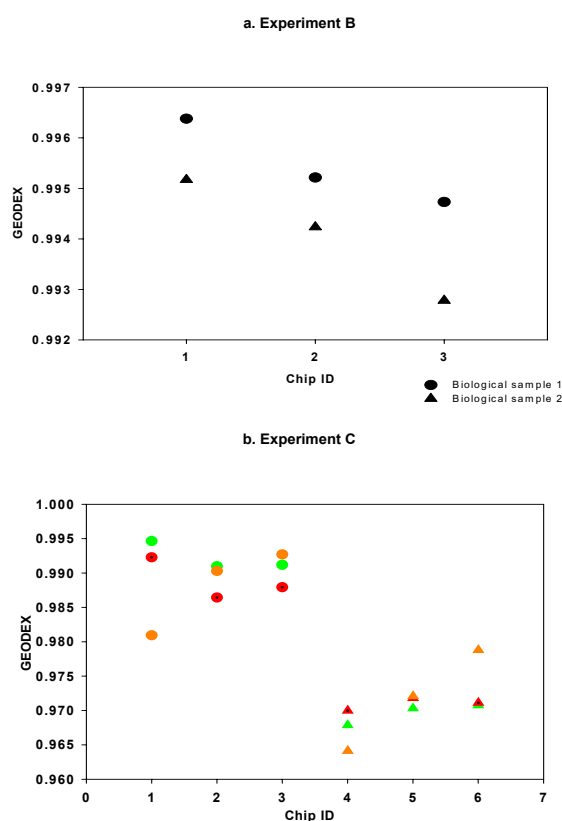 a. Experiment B
0.997
0.996
0.995
0.994
0.993
0.992
GEODEX
1 2 3
Chip ID
Biological sample 1
Biological sample 2
b. Experiment C
1.000
0.995
0.990
0.985
0.980
0.975
0.970
0.965
0.960
GEODEX
0 1 2 3 4 5 6 7
Chip ID